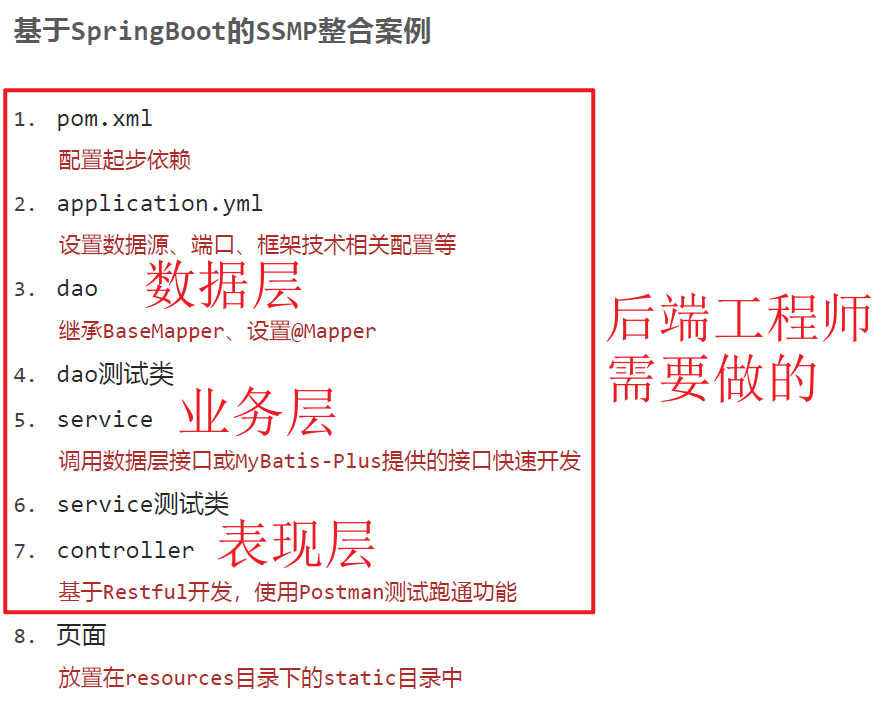 基于SpringBoot的SSMP整合案例
1. pom.xml
配置起步依赖
2. application.yml
设置数据源、端口、框架技术相关配置等
3. dao 数据层
继承BaseMapper、设置@Mapper
后端工程师
需要做的
4. dao测试类
5. service 业务层
调用数据层接口或MyBatis-Plus提供的接口快速开发
6. service测试类
7. controller 表现层
基于Restful开发，使用Postman测试跑通功能
8. 页面
放置在resources目录下的static目录中